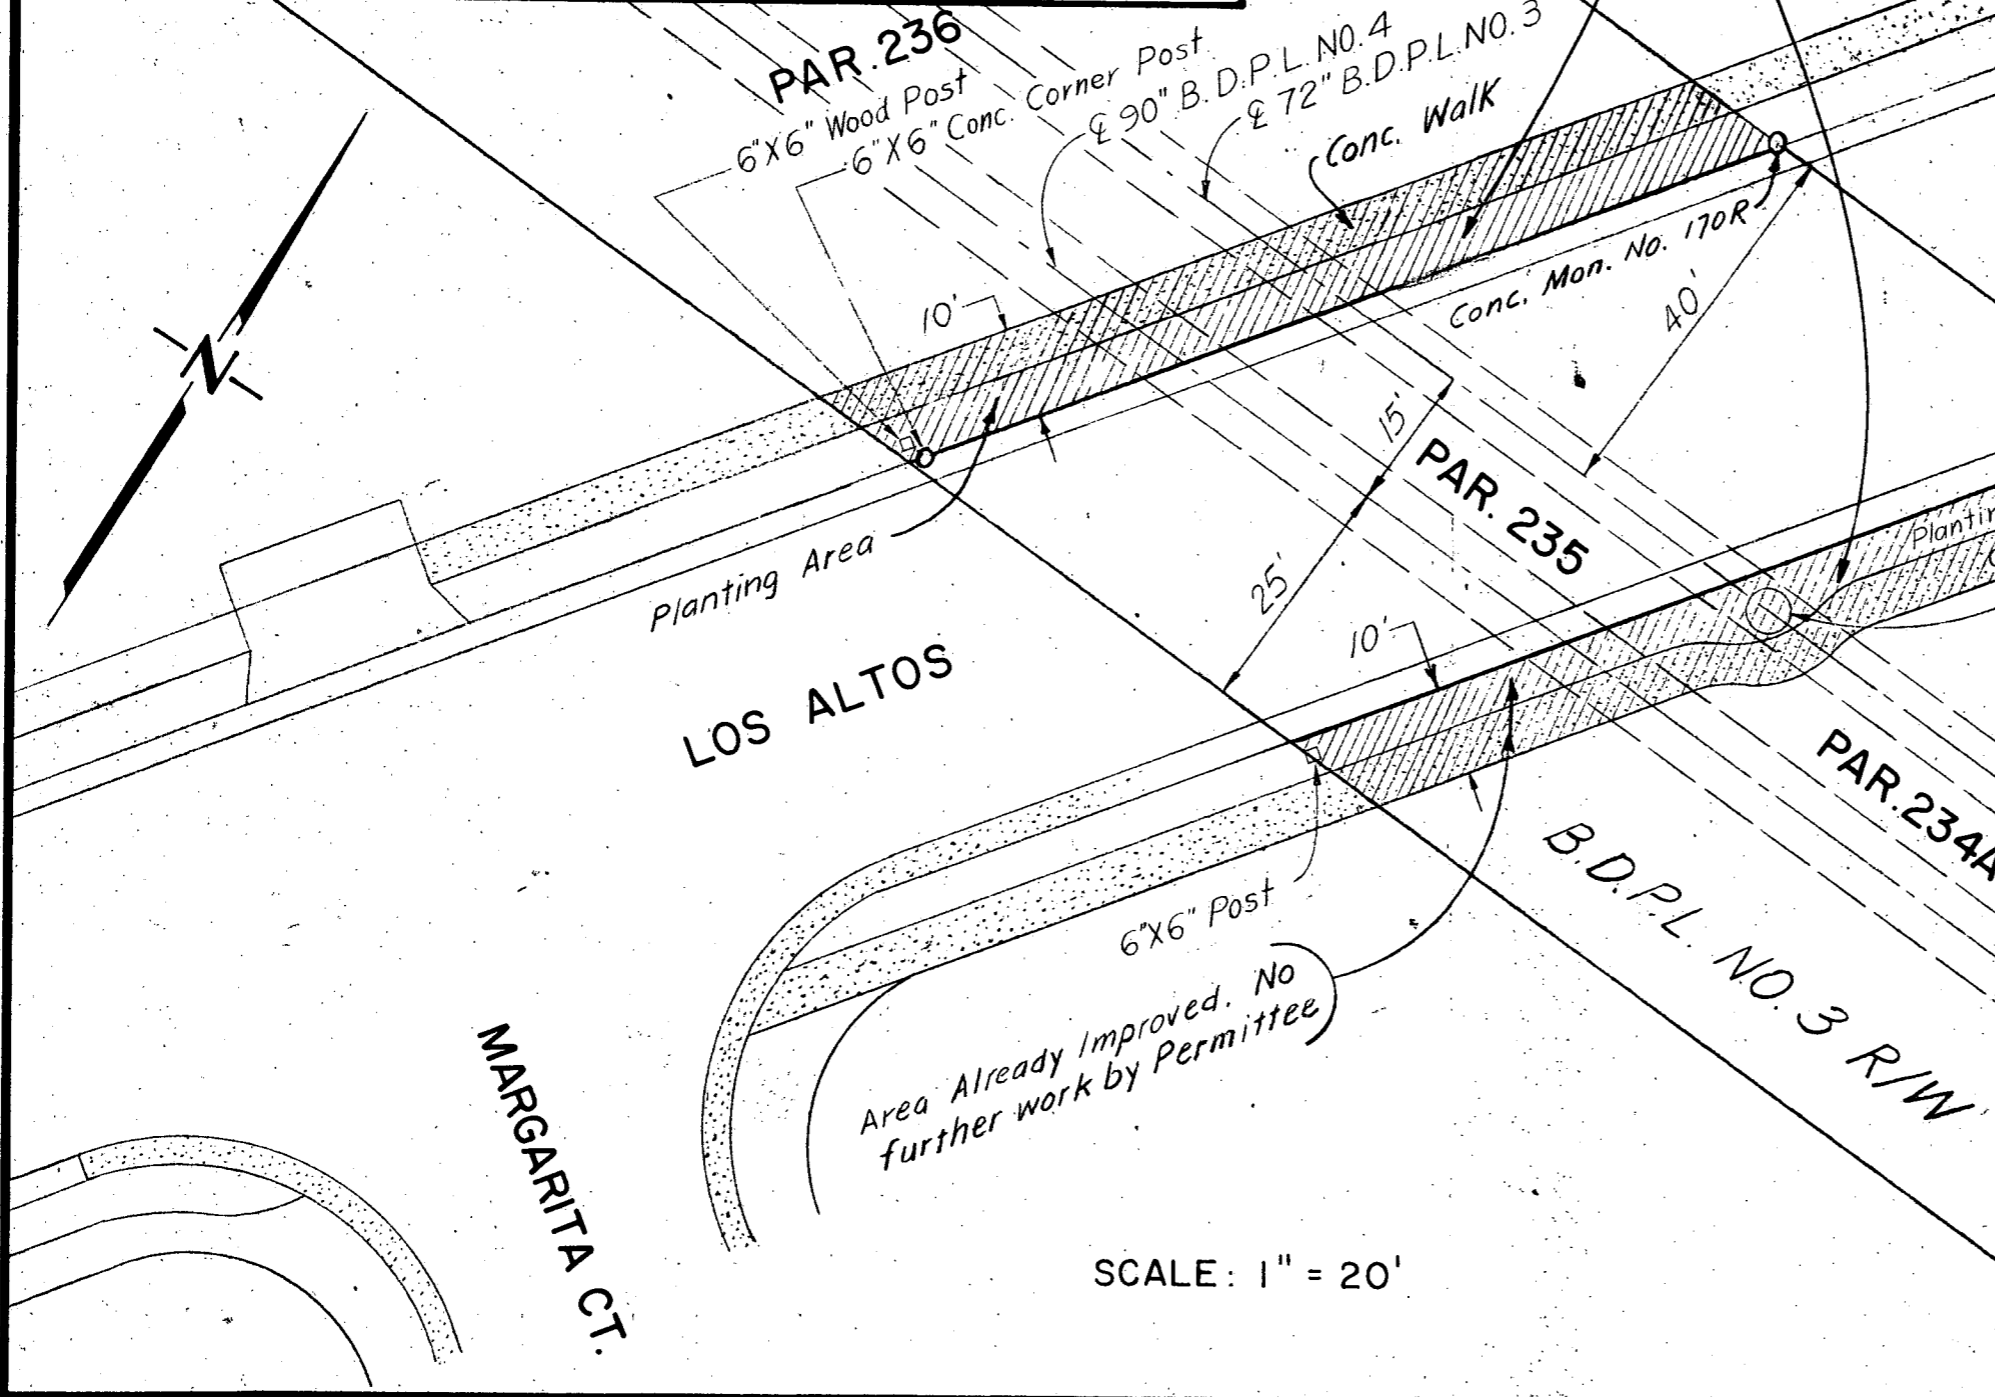 PAR. 236
6"X6" Wood Post
6"X6" Conc. Corner Post
℄ 90" B.D.P.L. NO. 4
℄ 72" B.D.P.L. NO. 3
Conc. Walk
10'
Conc. Mon. No. 170R
40'
N
15'
PAR. 235
25'
10'
Planting Area
LOS ALTOS
PAR. 234A
B.D.P.L. NO. 3 R/W
6"X6" Post
Area Already Improved. No
further work by Permittee
MARGARITA CT.
SCALE: 1" = 20'